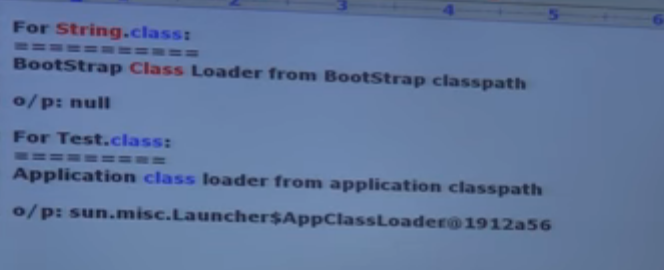 2 3 4 5 6
For String.class:
===========
BootStrap Class Loader from BootStrap classpath
o/p: null
For Test.class:
=========
Application class loader from application classpath
o/p: sun.misc.Launcher$AppClassLoader@1912a56